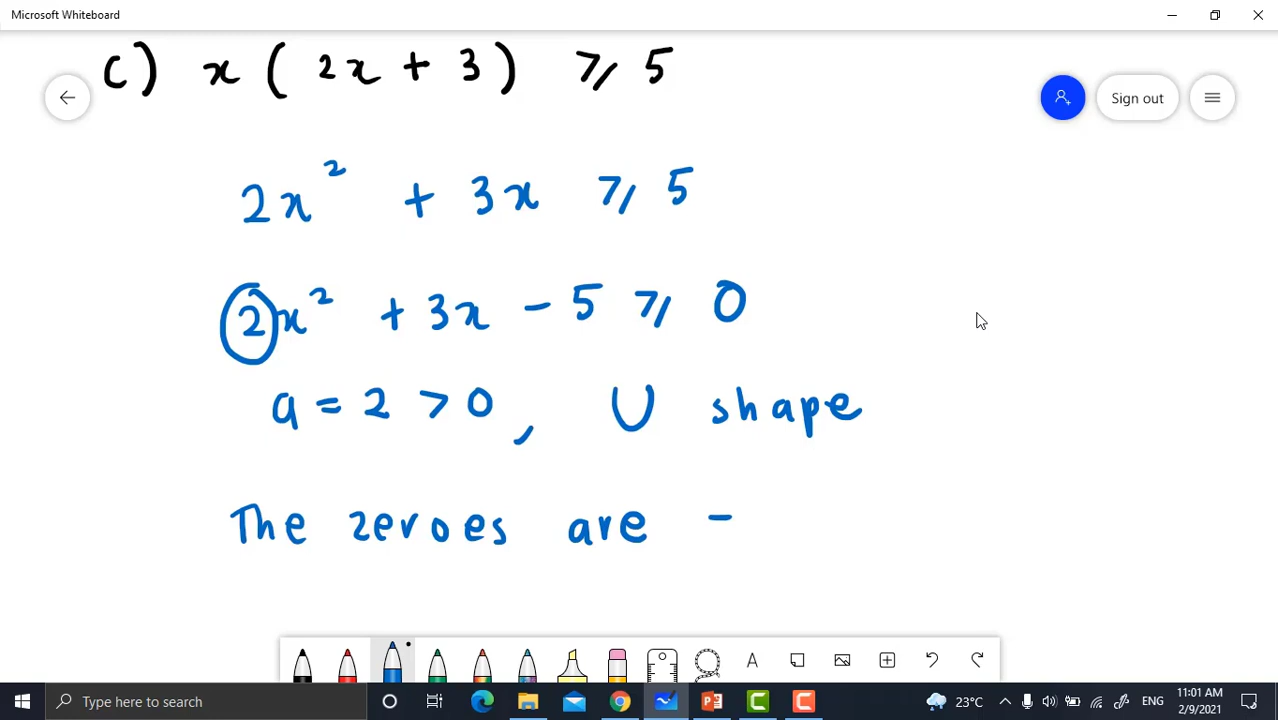 Microsoft Whiteboard
c) x ( 2x + 3 ) ≥ 5
Sign out
2x² + 3x ≥ 5
2x² + 3x - 5 ≥ 0
a = 2 > 0 , U shape
The zeroes are -
A
Type here to search
23°C
ENG
11:01 AM
2/9/2021